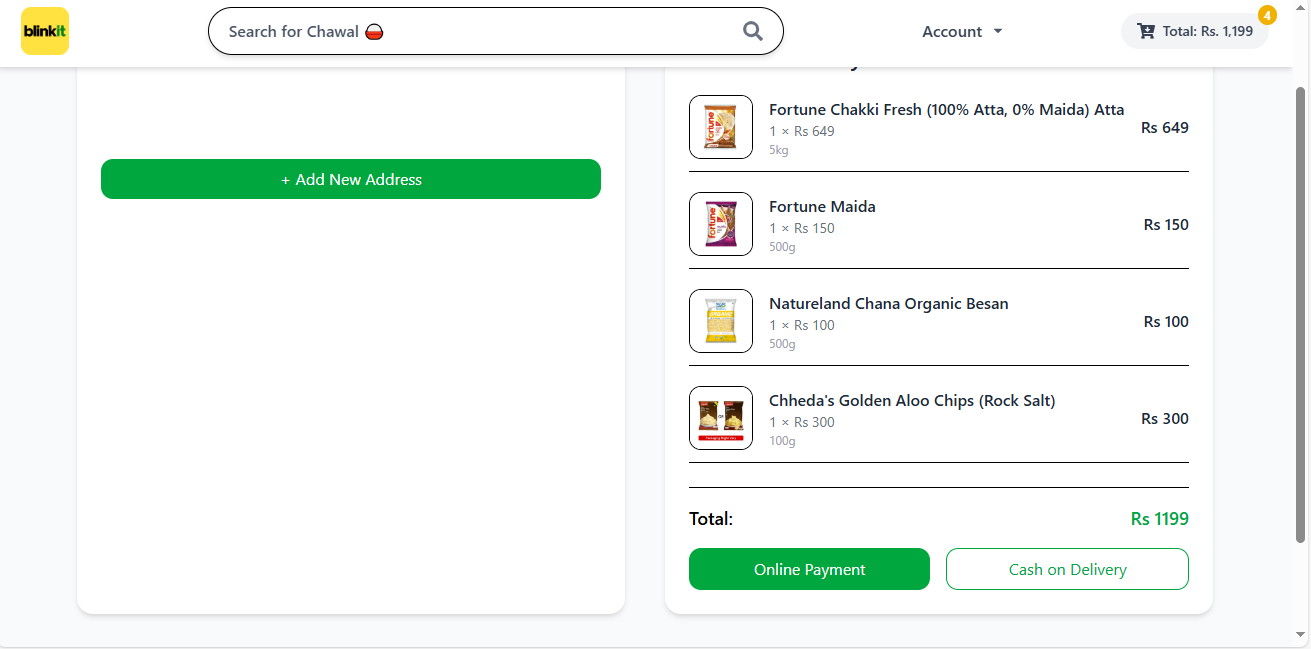 blinkit
Search for Chawal 🍚
Account
Total: Rs. 1,199
4
+ Add New Address
Fortune Chakki Fresh (100% Atta, 0% Maida) Atta
1 × Rs 649
5kg
Rs 649
Fortune Maida
1 × Rs 150
500g
Rs 150
Natureland Chana Organic Besan
1 × Rs 100
500g
Rs 100
Chheda's Golden Aloo Chips (Rock Salt)
1 × Rs 300
100g
Rs 300
Total:
Rs 1199
Online Payment
Cash on Delivery